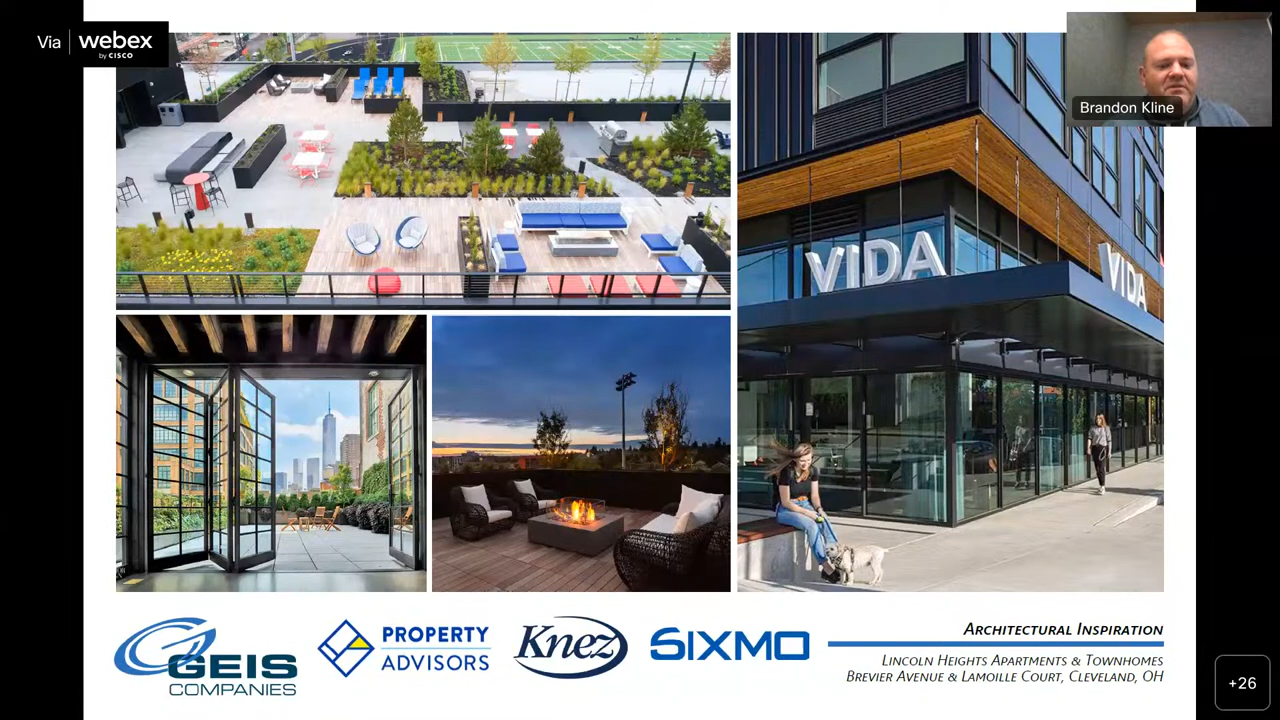 Via webex
by CISCO
Brandon Kline
VIDA
VIDA
GEIS
COMPANIES
PROPERTY
ADVISORS
Knez
SIXMO
ARCHITECTURAL INSPIRATION
LINCOLN HEIGHTS APARTMENTS & TOWNHOMES
BREVIER AVENUE & LAMOILLE COURT, CLEVELAND, OH
+26